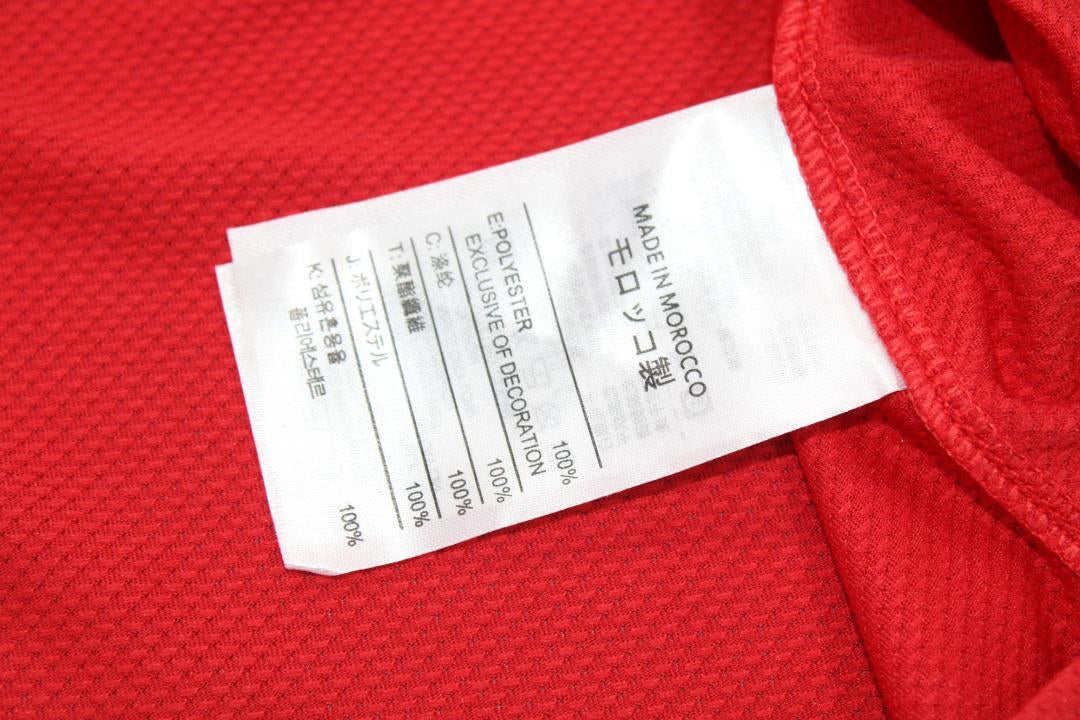 MADE IN MOROCCO
モロッコ製
E:POLYESTER 100%
EXCLUSIVE OF DECORATION
C: 涤纶 100%
T: 聚酯纖維 100%
J: ポリエステル 100%
K: 섬유혼용율
폴리에스테르 100%